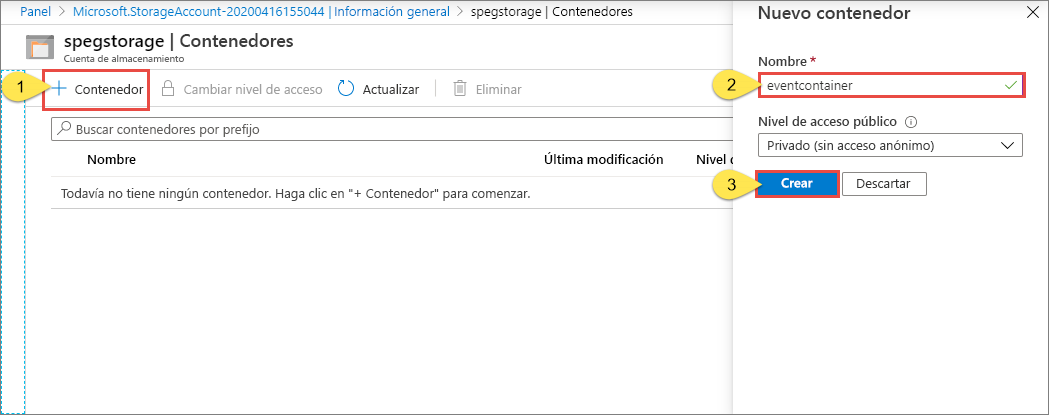 Panel > Microsoft.StorageAccount-20200416155044 | Información general > spegstorage | Contenedores
spegstorage | Contenedores
Cuenta de almacenamiento
1
+ Contenedor
Cambiar nivel de acceso
Actualizar
Eliminar
Buscar contenedores por prefijo
Nombre
Última modificación
Nivel d
Todavía no tiene ningún contenedor. Haga clic en "+ Contenedor" para comenzar.
Nuevo contenedor
Nombre *
2
eventcontainer
Nivel de acceso público
Privado (sin acceso anónimo)
3
Crear
Descartar